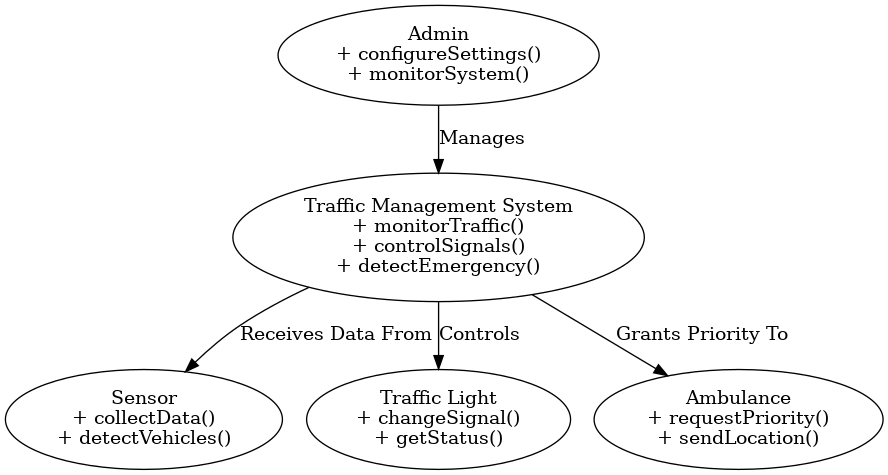 Admin
+ configureSettings()
+ monitorSystem()
Manages
Traffic Management System
+ monitorTraffic()
+ controlSignals()
+ detectEmergency()
Receives Data From
Controls
Grants Priority To
Sensor
+ collectData()
+ detectVehicles()
Traffic Light
+ changeSignal()
+ getStatus()
Ambulance
+ requestPriority()
+ sendLocation()